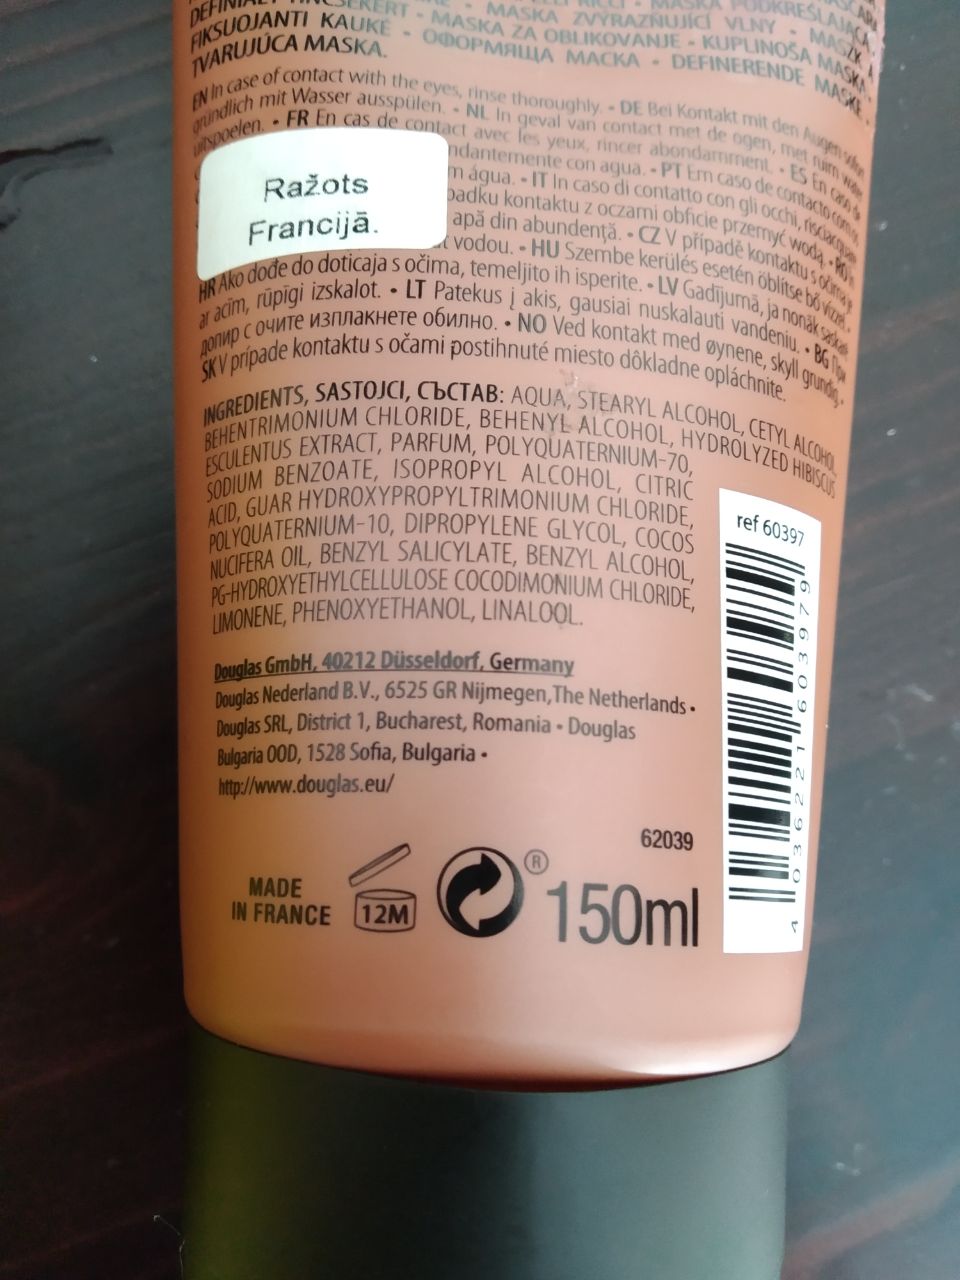 DEFINIALT
MASKA ZVÝRAZŇUJÍCÍ VLNY • MASZK A
FIKSUOJANTI KAUKĖ • MASKA ZA OBLIKOVANJE • KUPLINOŠA MASKA •
TVARUJÚCA MASKA. • ОФОРМЯЩА МАСКА • DEFINERENDE MASKE •
EN In case of contact with the eyes, rinse thoroughly. • DE Bei Kontakt mit den Augen sofort
gründlich mit Wasser ausspülen. • NL In geval van contact met de ogen, met ruim water
uitspoelen. • FR En cas de contact avec les yeux, rincer abondamment. • ES En caso de
abundantemente con agua. • PT Em caso de contacto com os
m água. • IT In caso di contatto con gli occhi, risciacquare
padku kontaktu z oczami obficie przemyć wodą. • RO
apă din abundență. • CZ V případě kontaktu s očima je
vodou. • HU Szembe kerülés esetén öblítse bő vízzel. •
Ražots
Francijā.
HR Ako dođe do doticaja s očima, temeljito ih isperite. • LV Gadījumā, ja nonāk saskarē
ar acīm, rūpīgi izskalot. • LT Patekus į akis, gausiai nuskalauti vandeniu. • BG При
допир с очите изплакнете обилно. • NO Ved kontakt med øynene, skyll grundig. •
SK V prípade kontaktu s očami postihnuté miesto dôkladne opláchnite.
INGREDIENTS, SASTOJCI, СЪСТАВ: AQUA, STEARYL ALCOHOL, CETYL ALCOHOL,
BEHENTRIMONIUM CHLORIDE, BEHENYL ALCOHOL, HYDROLYZED HIBISCUS
ESCULENTUS EXTRACT, PARFUM, POLYQUATERNIUM-70,
SODIUM BENZOATE, ISOPROPYL ALCOHOL, CITRIC
ACID, GUAR HYDROXYPROPYLTRIMONIUM CHLORIDE,
POLYQUATERNIUM-10, DIPROPYLENE GLYCOL, COCOS
NUCIFERA OIL, BENZYL SALICYLATE, BENZYL ALCOHOL,
PG-HYDROXYETHYLCELLULOSE COCODIMONIUM CHLORIDE,
LIMONENE, PHENOXYETHANOL, LINALOOL.
ref 60397
4 036221 603979
Douglas GmbH, 40212 Düsseldorf, Germany
Douglas Nederland B.V., 6525 GR Nijmegen, The Netherlands •
Douglas SRL, District 1, Bucharest, Romania • Douglas
Bulgaria OOD, 1528 Sofia, Bulgaria •
http://www.douglas.eu/
62039
MADE
IN FRANCE
12M
®
150ml